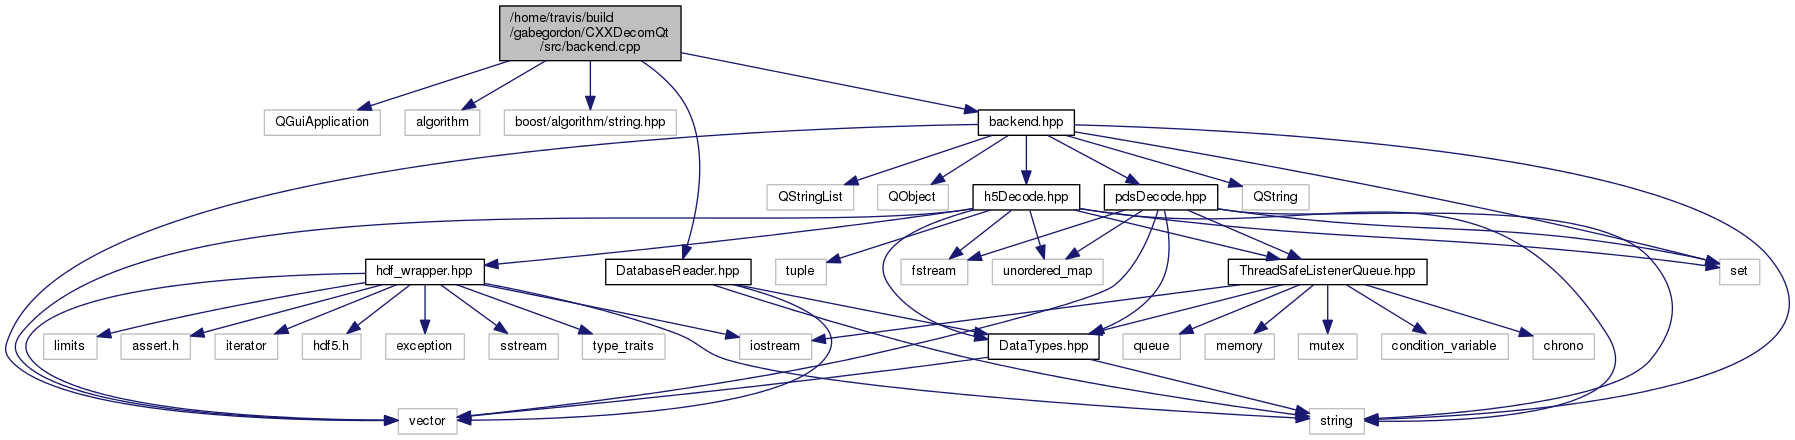 /home/travis/build
/gabegordon/CXXDecomQt
/src/backend.cpp
QGuiApplication
algorithm
boost/algorithm/string.hpp
backend.hpp
QStringList
QObject
h5Decode.hpp
pdsDecode.hpp
QString
hdf_wrapper.hpp
DatabaseReader.hpp
tuple
fstream
unordered_map
ThreadSafeListenerQueue.hpp
set
limits
assert.h
iterator
hdf5.h
exception
sstream
type_traits
iostream
DataTypes.hpp
queue
memory
mutex
condition_variable
chrono
vector
string